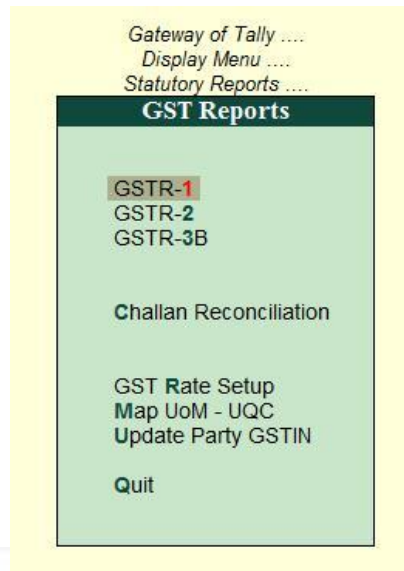 Gateway of Tally ....
Display Menu ....
Statutory Reports ....
GST Reports
GSTR-1
GSTR-2
GSTR-3B
Challan Reconciliation
GST Rate Setup
Map UoM - UQC
Update Party GSTIN
Quit